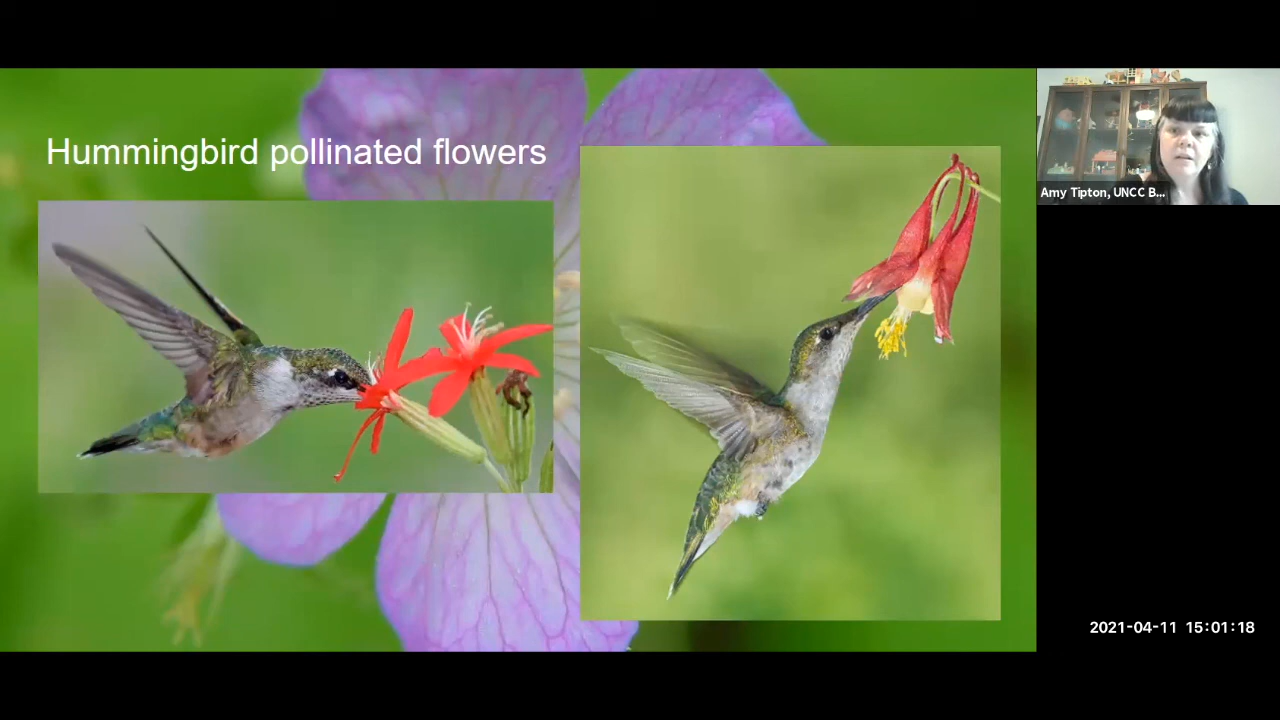 Hummingbird pollinated flowers
Amy Tipton, UNCC B...
2021-04-11 15:01:18